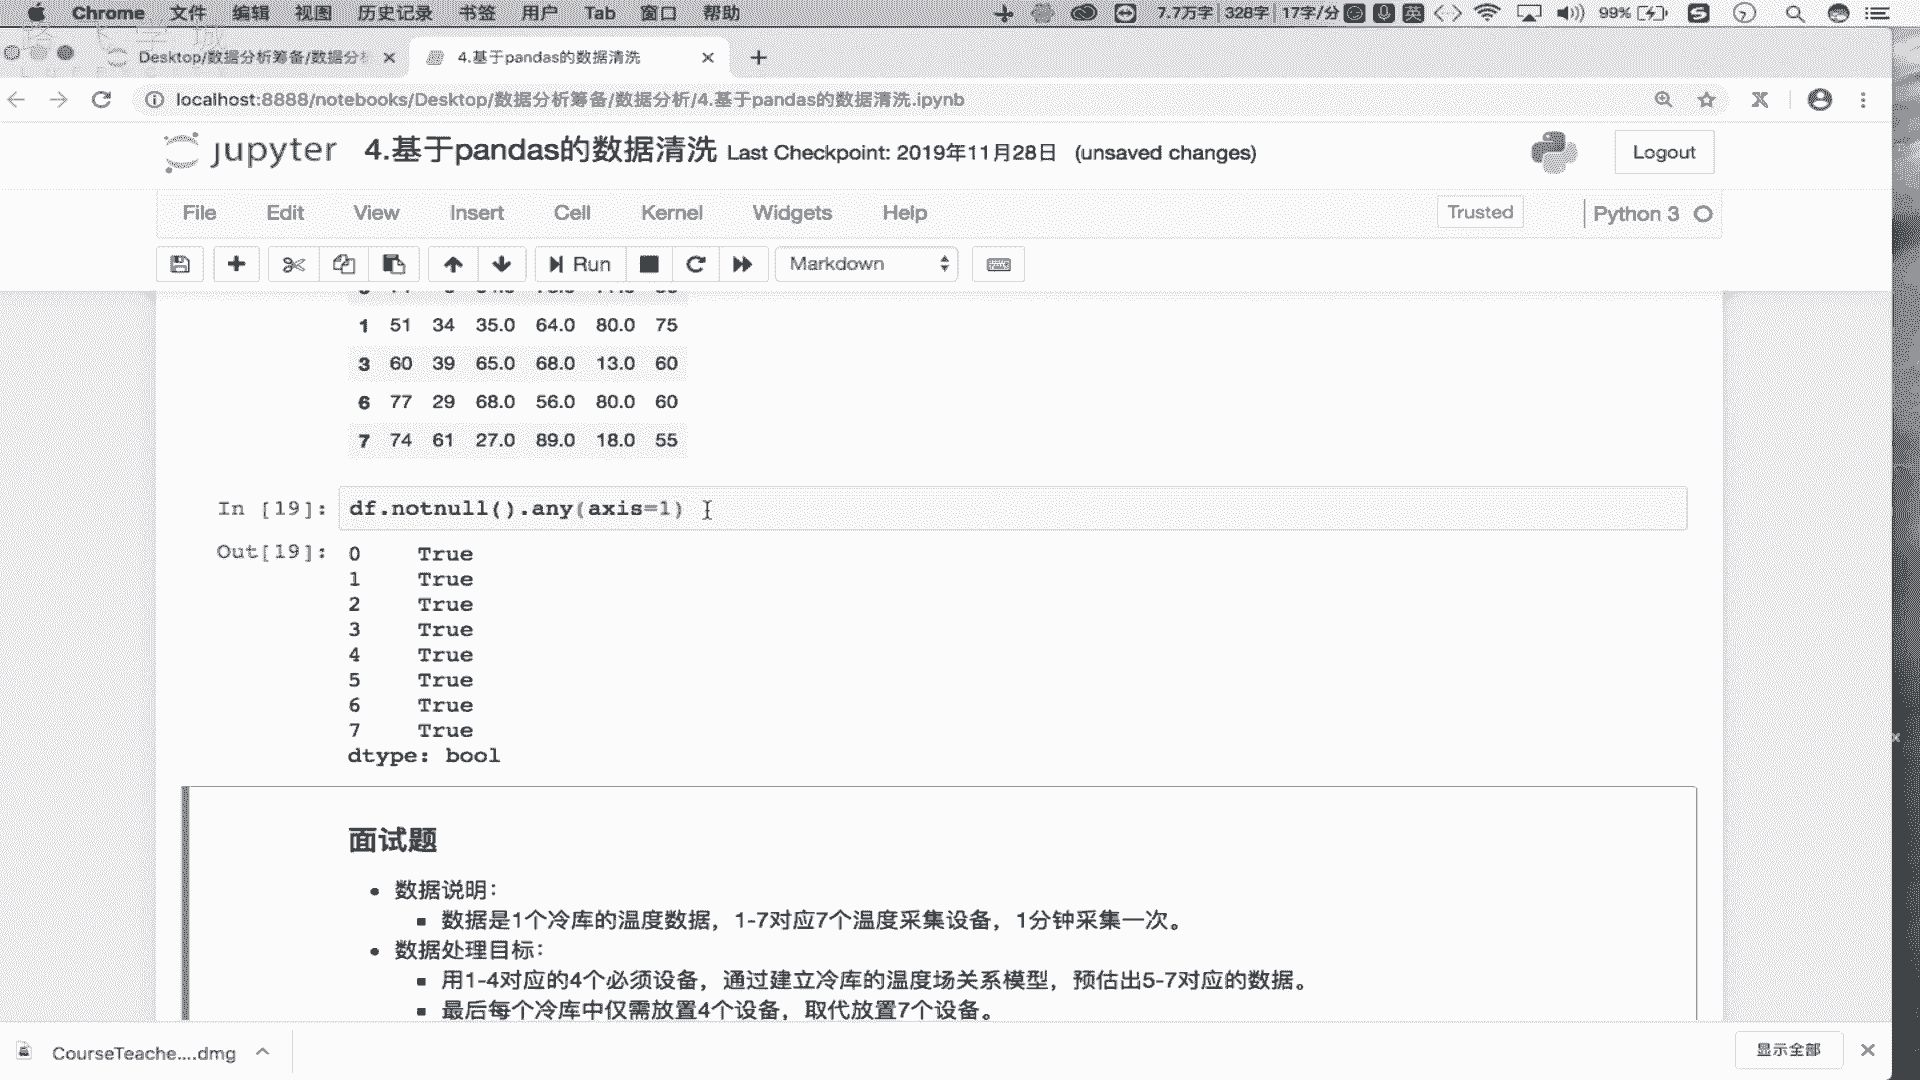 Chrome 文件 编辑 视图 历史记录 书签 用户 Tab 窗口 帮助 7.7万字 328字 17字/分 英 99%
Desktop/数据分析筹备/数据分析 4.基于pandas的数据清洗
localhost:8888/notebooks/Desktop/数据分析筹备/数据分析/4.基于pandas的数据清洗.ipynb
jupyter 4.基于pandas的数据清洗 Last Checkpoint: 2019年11月28日 (unsaved changes) Logout
File Edit View Insert Cell Kernel Widgets Help Trusted Python 3
Run Markdown
1 51 34 35.0 64.0 80.0 75
3 60 39 65.0 68.0 13.0 60
6 77 29 68.0 56.0 80.0 60
7 74 61 27.0 89.0 18.0 55
In [19]: df.notnull().any(axis=1)
Out[19]: 0 True
1 True
2 True
3 True
4 True
5 True
6 True
7 True
dtype: bool
面试题
数据说明：
数据是1个冷库的温度数据，1-7对应7个温度采集设备，1分钟采集一次。
数据处理目标：
用1-4对应的4个必须设备，通过建立冷库的温度场关系模型，预估出5-7对应的数据。
最后每个冷库中仅需放置4个设备，取代放置7个设备。
CourseTeache....dmg 显示全部